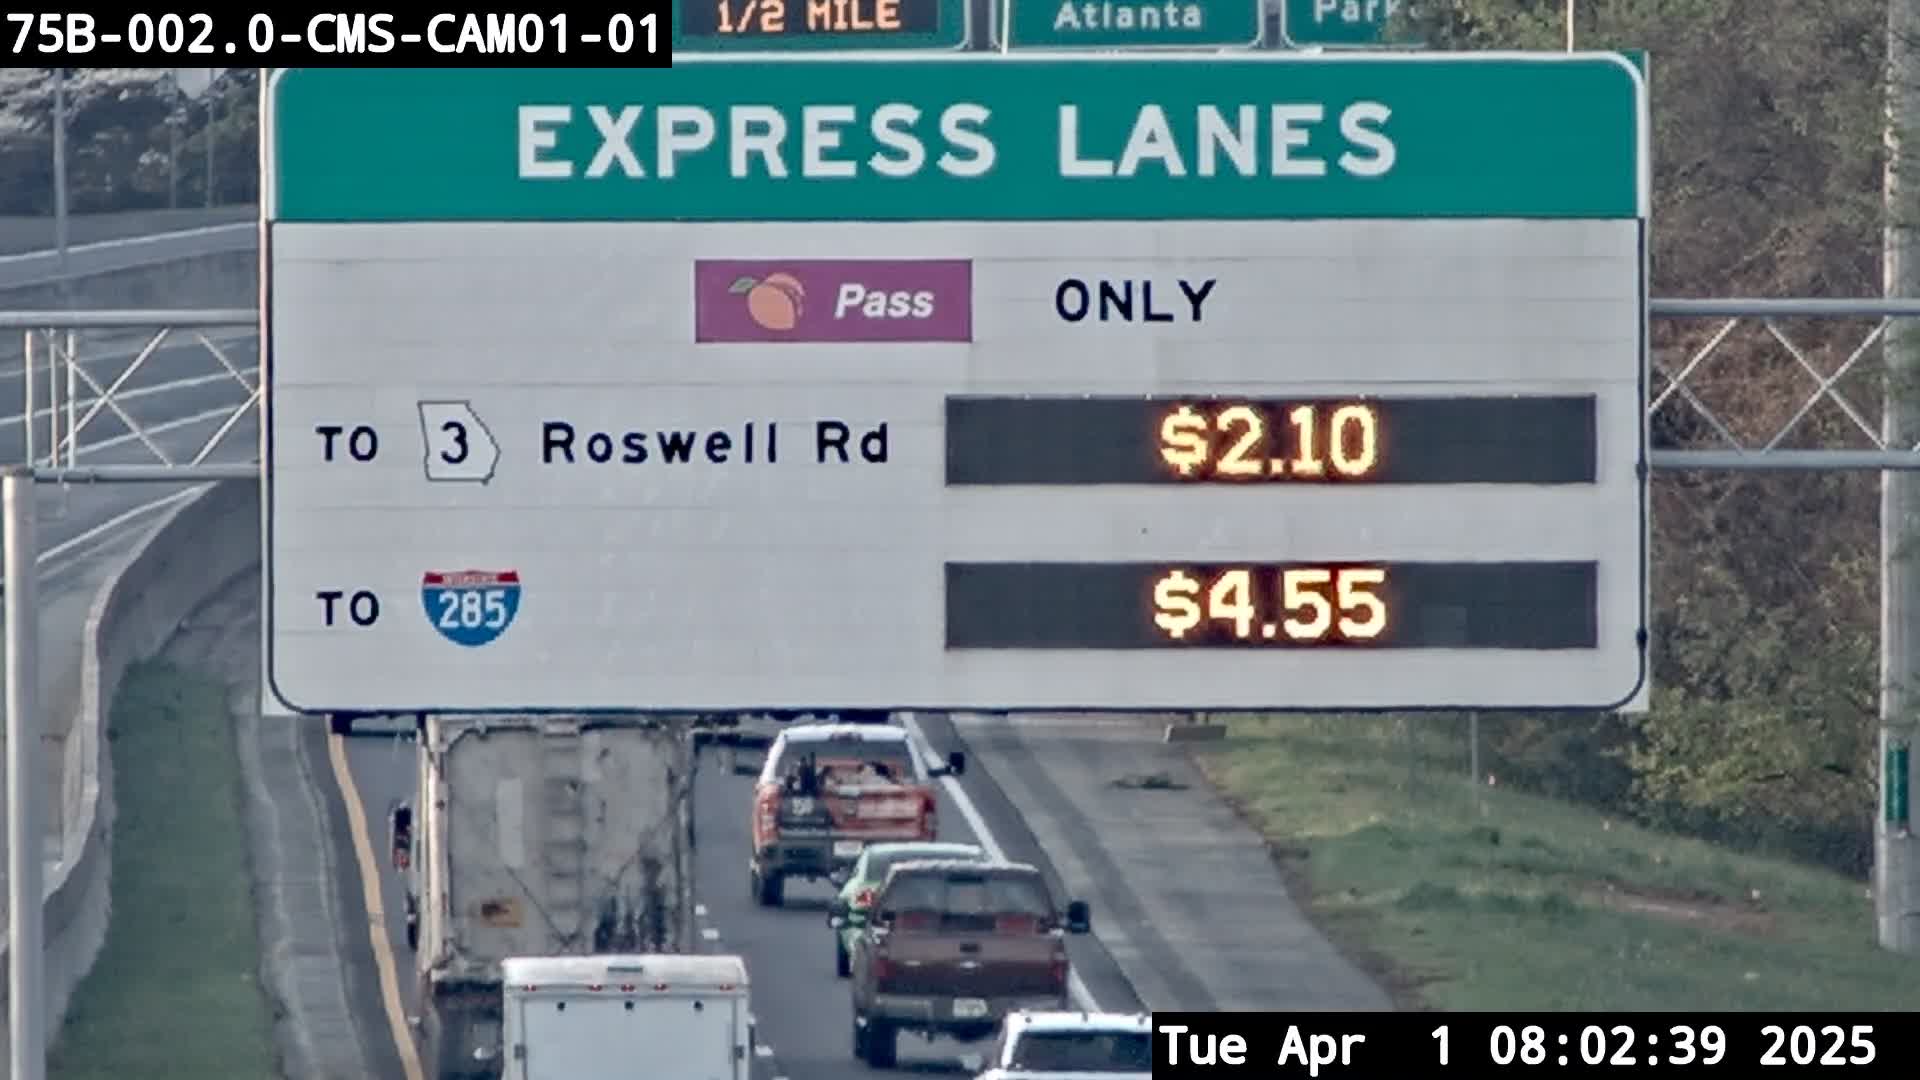 75B-002.0-CMS-CAM01-01
1/2 MILE
Atlanta
EXPRESS LANES
Pass ONLY
TO 3 Roswell Rd $2.10
TO INTERSTATE 285 $4.55
Tue Apr 1 08:02:39 2025